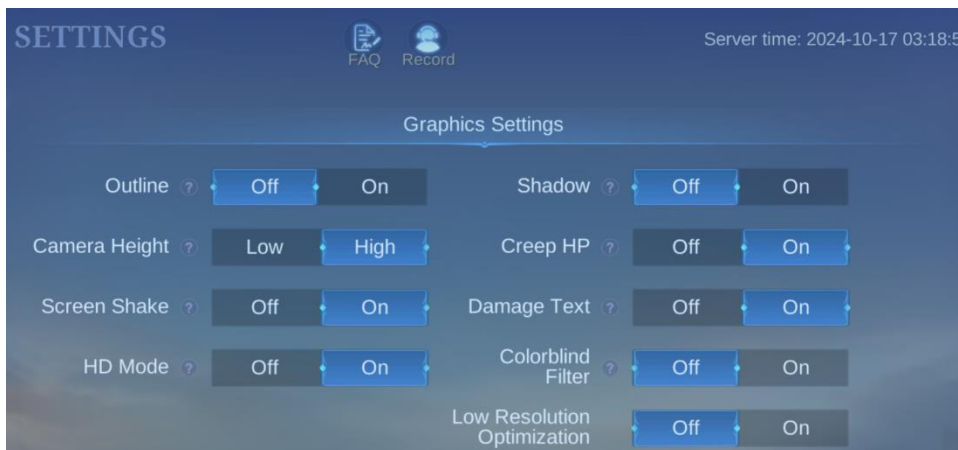 SETTINGS
FAQ Record
Server time: 2024-10-17 03:18:5
Graphics Settings
Outline ? Off On
Shadow ? Off On
Camera Height ? Low High
Creep HP ? Off On
Screen Shake ? Off On
Damage Text ? Off On
HD Mode ? Off On
Colorblind
Filter ? Off On
Low Resolution
Optimization Off On